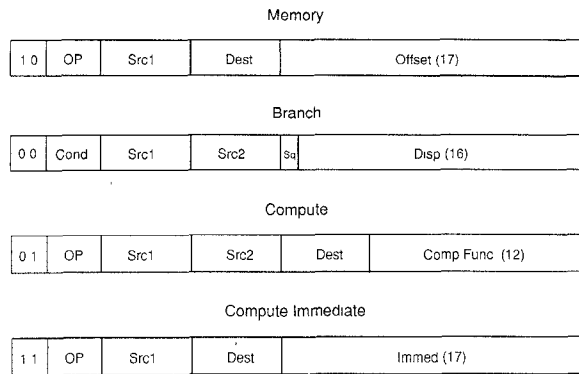 Memory
1 0 OP Src1 Dest Offset (17)
Branch
0 0 Cond Src1 Src2 Sq Disp (16)
Compute
0 1 OP Src1 Src2 Dest Comp Func (12)
Compute Immediate
1 1 OP Src1 Dest Immed (17)